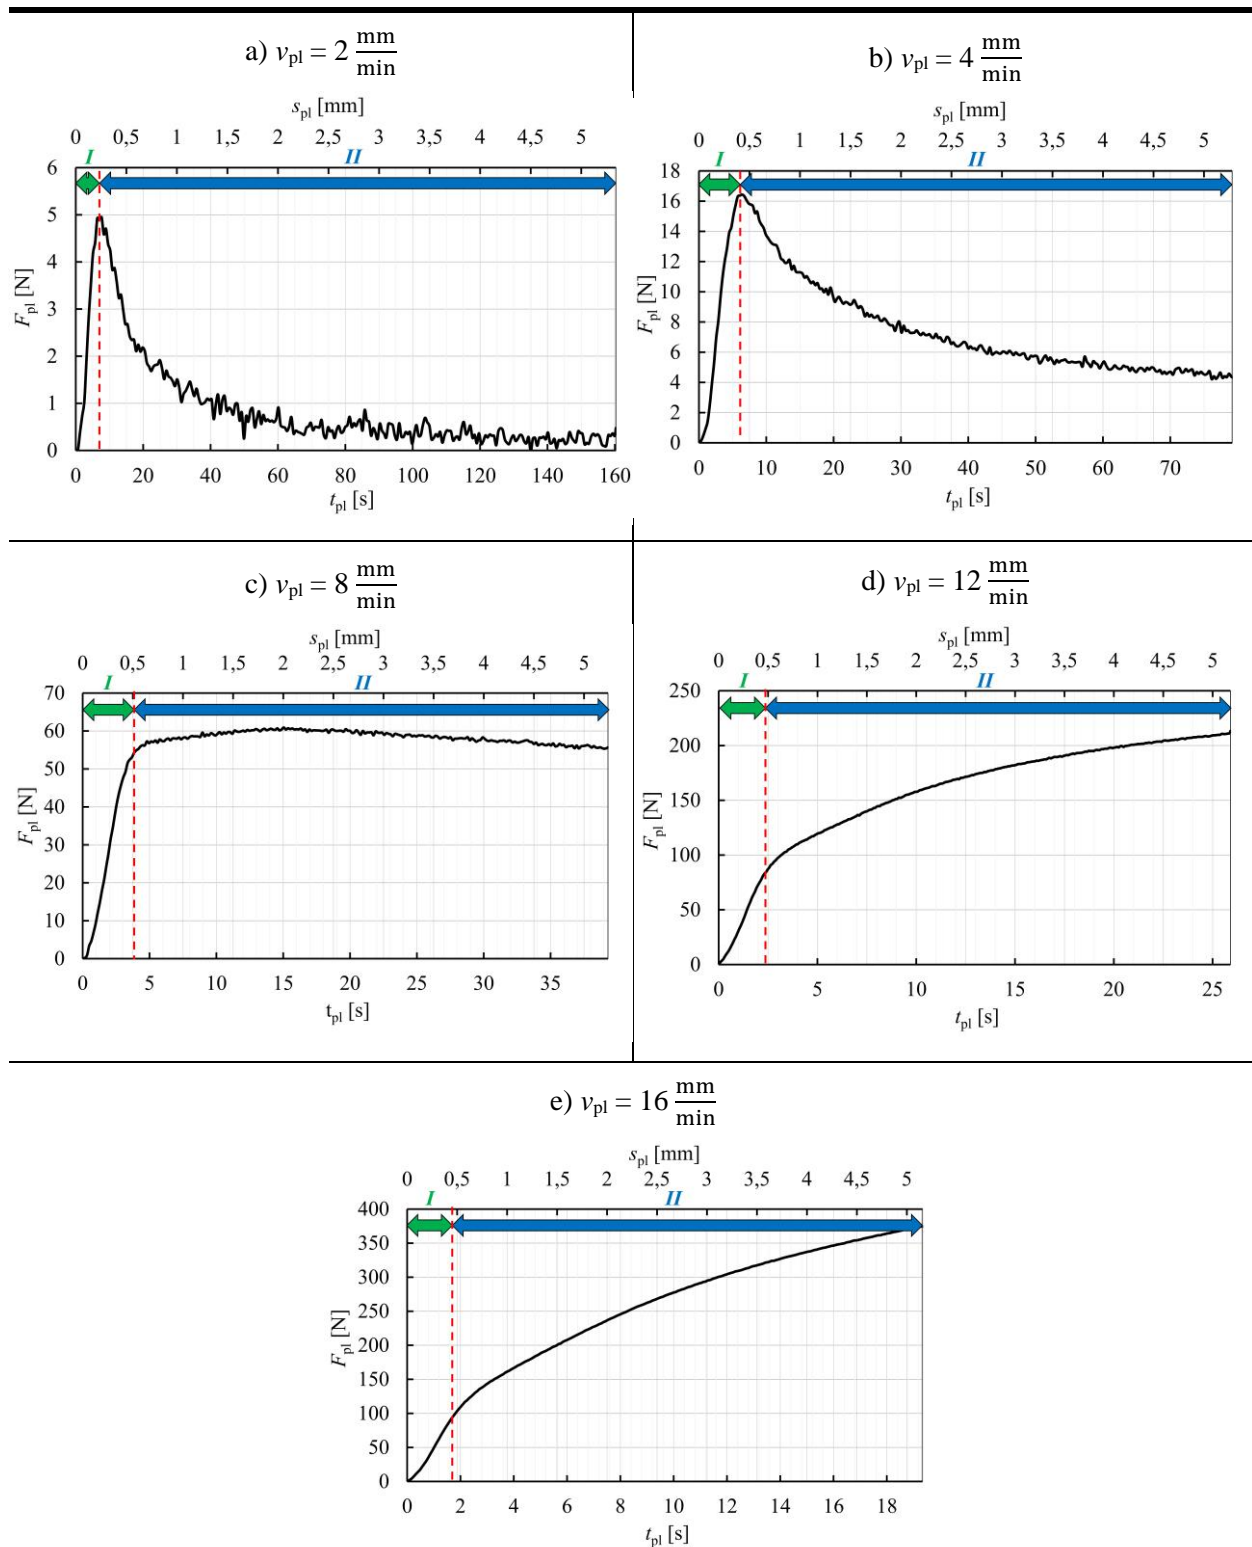 a) vpl = 2 mm/min
spl [mm]
0 0,5 1 1,5 2 2,5 3 3,5 4 4,5 5
I II
6
5
4
3
2
1
0
Fpl [N]
0 20 40 60 80 100 120 140 160
tpl [s]
b) vpl = 4 mm/min
spl [mm]
0 0,5 1 1,5 2 2,5 3 3,5 4 4,5 5
I II
18
16
14
12
10
8
6
4
2
0
Fpl [N]
0 10 20 30 40 50 60 70
tpl [s]
c) vpl = 8 mm/min
spl [mm]
0 0,5 1 1,5 2 2,5 3 3,5 4 4,5 5
I II
70
60
50
40
30
20
10
0
Fpl [N]
0 5 10 15 20 25 30 35
tpl [s]
d) vpl = 12 mm/min
spl [mm]
0 0,5 1 1,5 2 2,5 3 3,5 4 4,5 5
I II
250
200
150
100
50
0
Fpl [N]
0 5 10 15 20 25
tpl [s]
e) vpl = 16 mm/min
spl [mm]
0 0,5 1 1,5 2 2,5 3 3,5 4 4,5 5
I II
400
350
300
250
200
150
100
50
0
Fpl [N]
0 2 4 6 8 10 12 14 16 18
tpl [s]